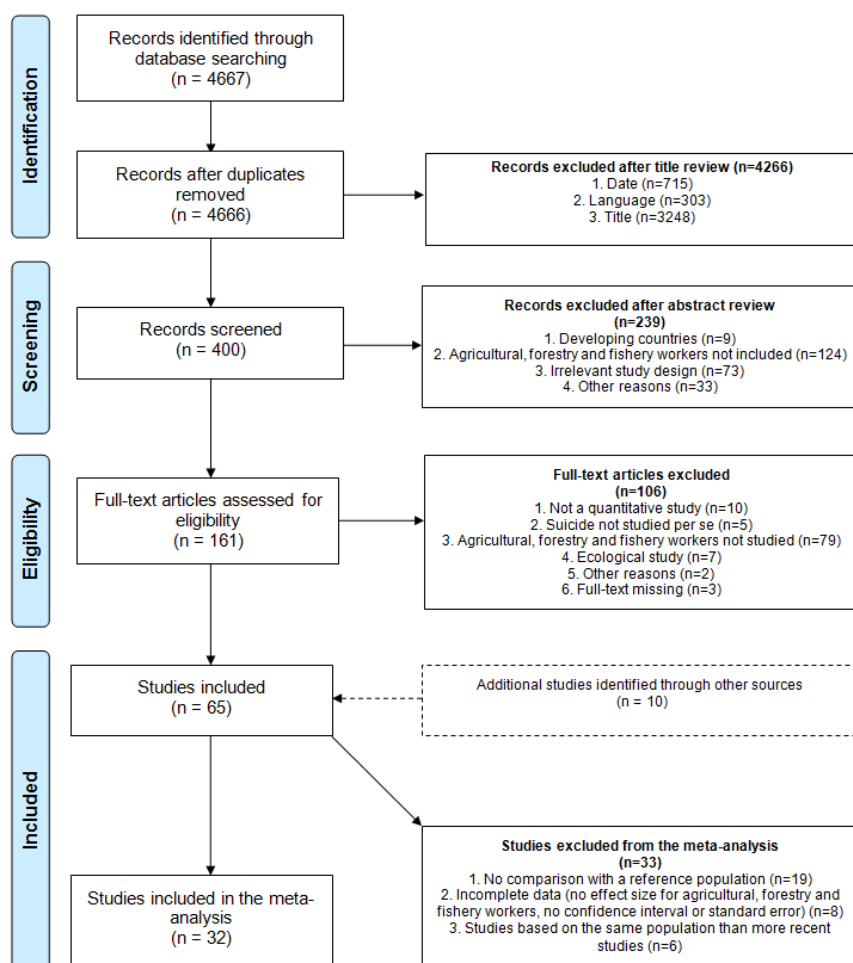 Identification
Records identified through
database searching
(n = 4667)
Records after duplicates
removed
(n = 4666)
Records excluded after title review (n=4266)
1. Date (n=715)
2. Language (n=303)
3. Title (n=3248)
Screening
Records screened
(n = 400)
Records excluded after abstract review
(n=239)
1. Developing countries (n=9)
2. Agricultural, forestry and fishery workers not included (n=124)
3. Irrelevant study design (n=73)
4. Other reasons (n=33)
Eligibility
Full-text articles assessed for
eligibility
(n = 161)
Full-text articles excluded
(n=106)
1. Not a quantitative study (n=10)
2. Suicide not studied per se (n=5)
3. Agricultural, forestry and fishery workers not studied (n=79)
4. Ecological study (n=7)
5. Other reasons (n=2)
6. Full-text missing (n=3)
Included
Studies included
(n = 65)
Additional studies identified through other sources
(n = 10)
Studies excluded from the meta-analysis
(n=33)
1. No comparison with a reference population (n=19)
2. Incomplete data (no effect size for agricultural, forestry and
fishery workers, no confidence interval or standard error) (n=8)
3. Studies based on the same population than more recent
studies (n=6)
Studies included in the meta-
analysis
(n = 32)